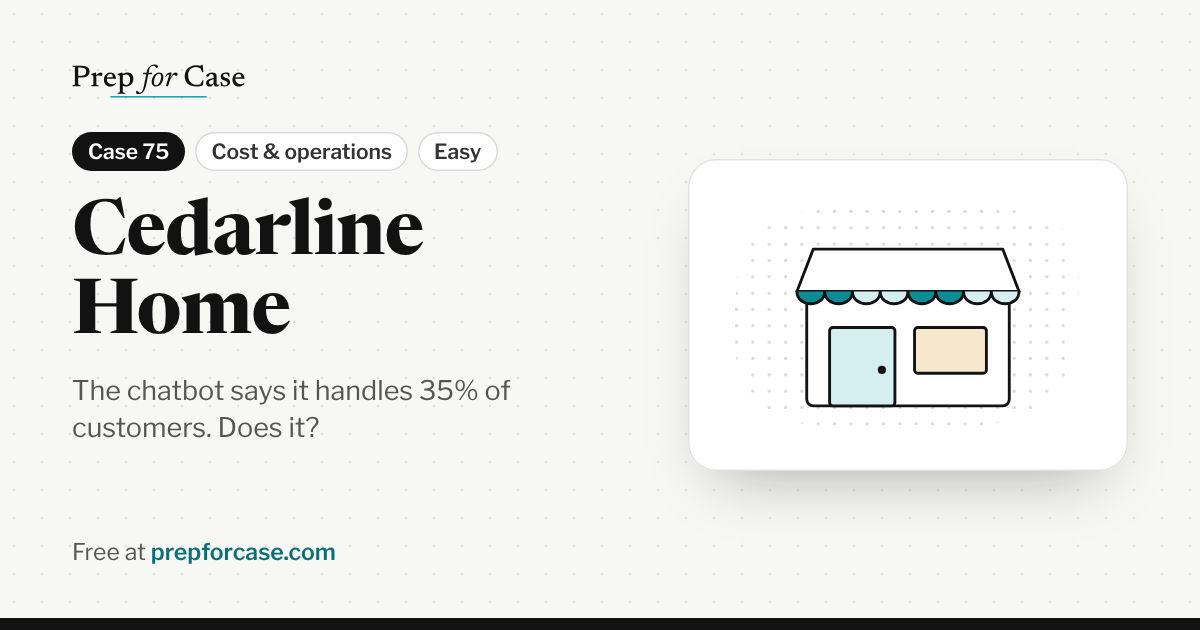 Prep for Case
Case 75 Cost & operations Easy
Cedarline
Home
The chatbot says it handles 35% of
customers. Does it?
Free at prepforcase.com